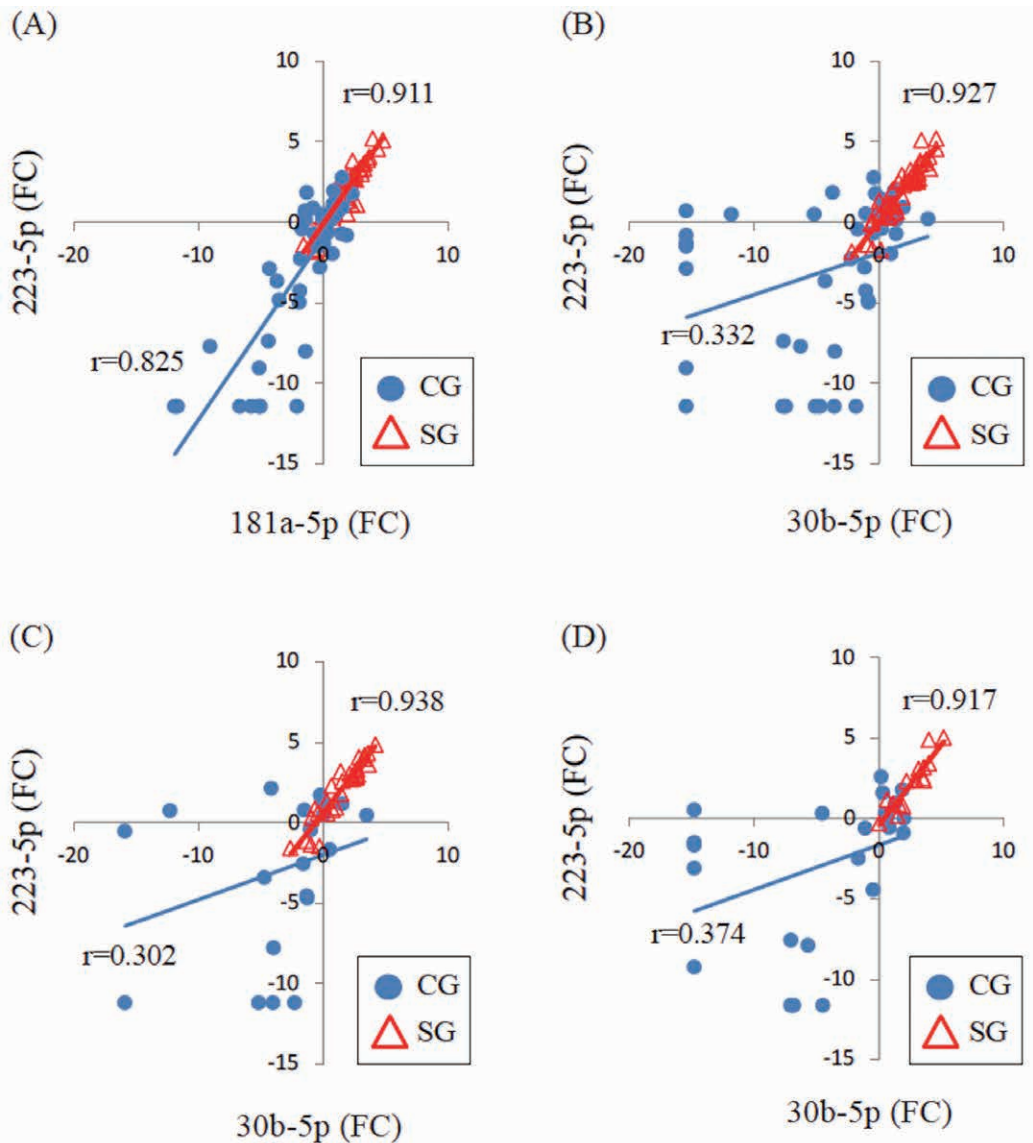 (A)
10
r=0.911
5
0
-20
-10
0
10
-5
r=0.825
-10
-15
223-5p (FC)
181a-5p (FC)
CG
SG
(B)
10
r=0.927
5
0
-20
-10
0
10
-5
r=0.332
-10
-15
223-5p (FC)
30b-5p (FC)
CG
SG
(C)
10
r=0.938
5
0
-20
-10
0
10
-5
r=0.302
-10
-15
223-5p (FC)
30b-5p (FC)
CG
SG
(D)
10
r=0.917
5
0
-20
-10
0
10
-5
r=0.374
-10
-15
223-5p (FC)
30b-5p (FC)
CG
SG